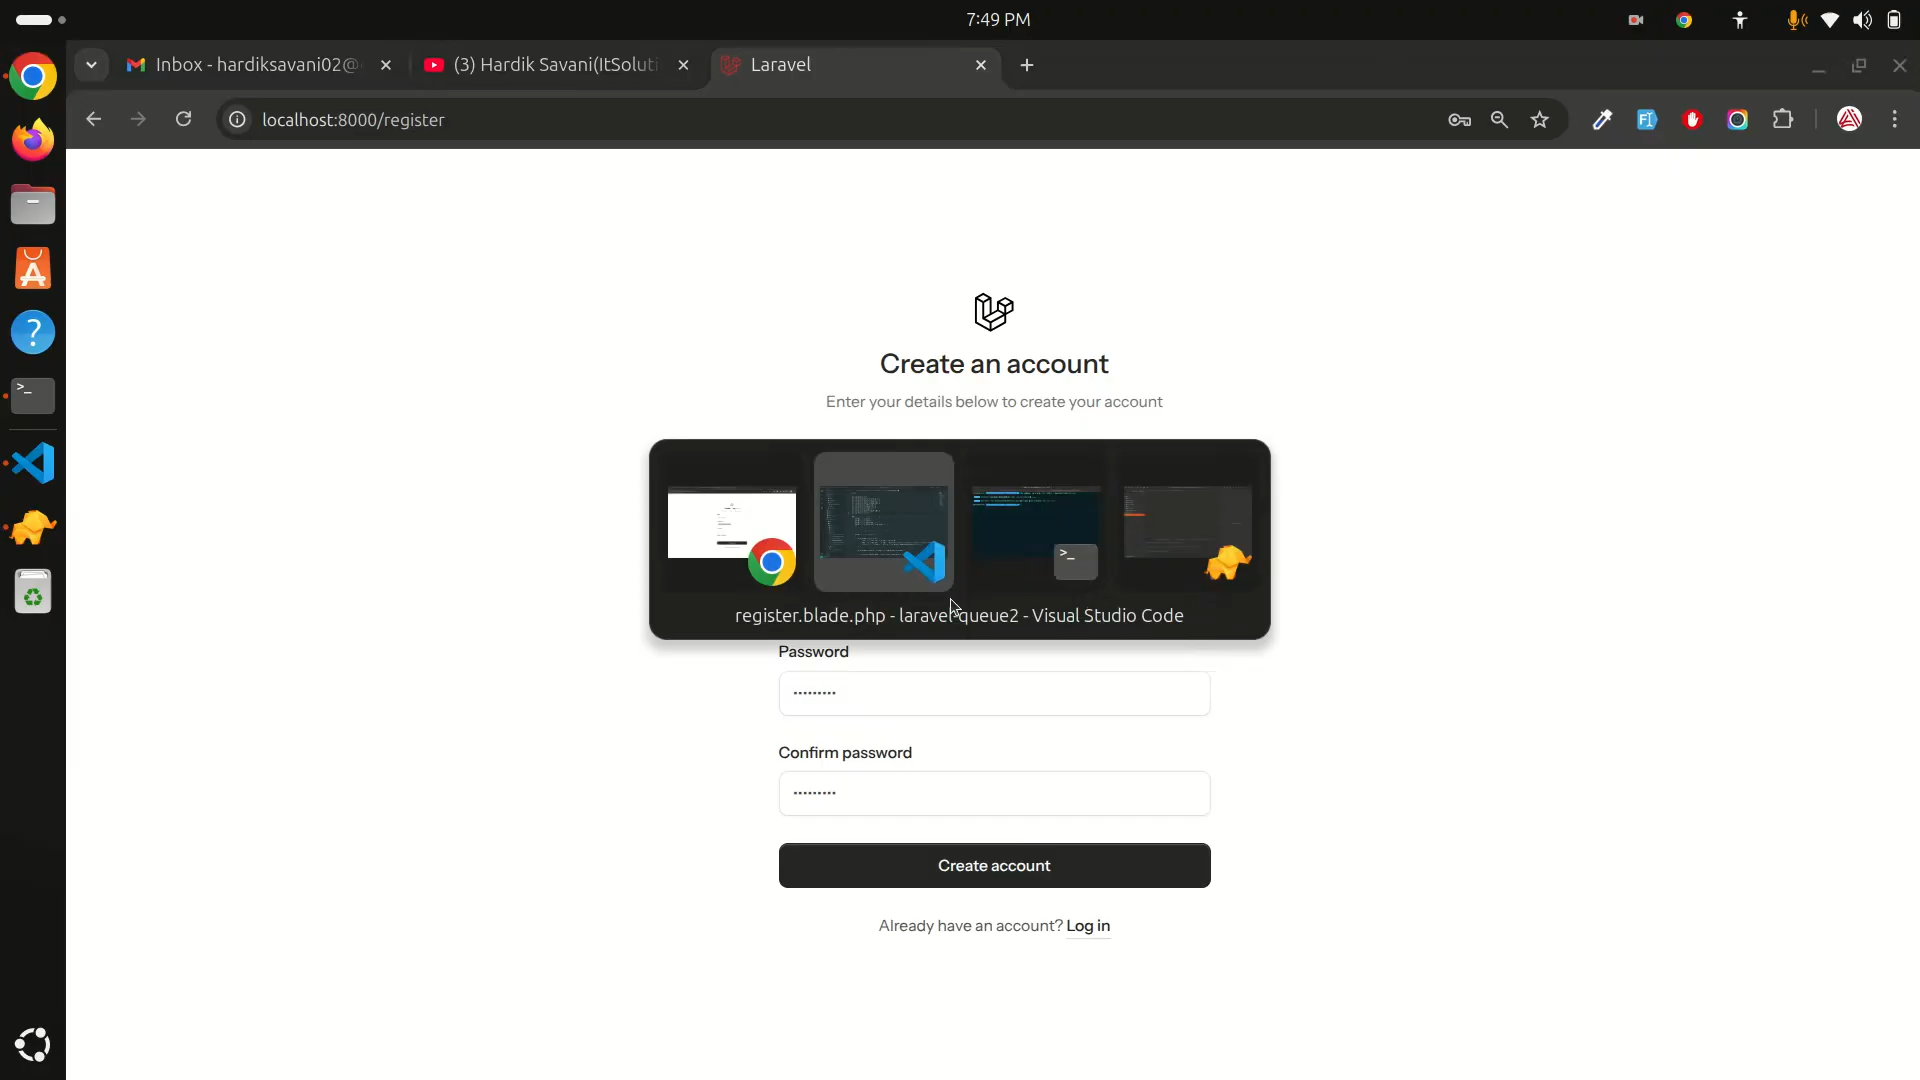 7:49 PM
Inbox - hardiksavani02@
(3) Hardik Savani(ItSoluti
Laravel
localhost:8000/register
Create an account
Enter your details below to create your account
register.blade.php - laravel-queue2 - Visual Studio Code
Password
Confirm password
Create account
Already have an account? Log in